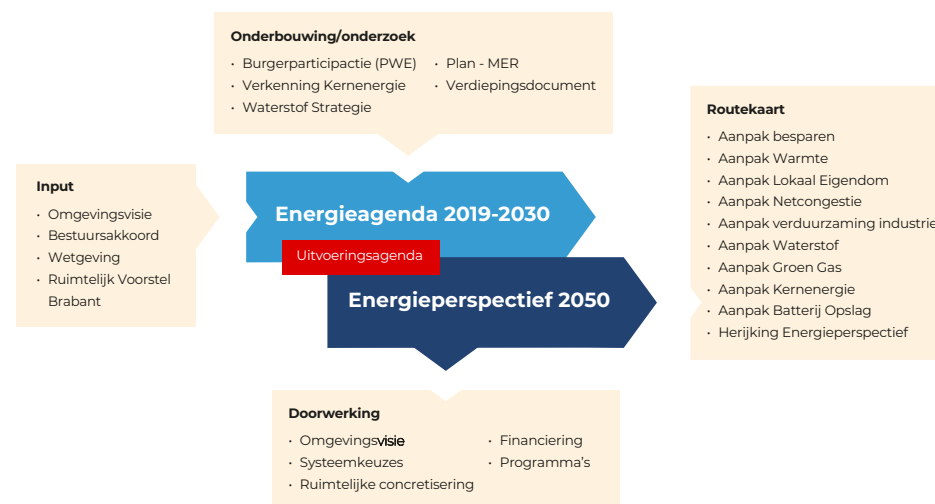 Onderbouwing/onderzoek
· Burgerparticipactie (PWE)
· Verkenning Kernenergie
· Waterstof Strategie
· Plan - MER
· Verdiepingsdocument
Input
· Omgevingsvisie
· Bestuursakkoord
· Wetgeving
· Ruimtelijk Voorstel
Brabant
Energieagenda 2019-2030
Uitvoeringsagenda
Energieperspectief 2050
Routekaart
· Aanpak besparen
· Aanpak Warmte
· Aanpak Lokaal Eigendom
· Aanpak Netcongestie
· Aanpak verduurzaming industrie
· Aanpak Waterstof
· Aanpak Groen Gas
· Aanpak Kernenergie
· Aanpak Batterij Opslag
· Herijking Energieperspectief
Doorwerking
· Omgevingsvisie
· Systeemkeuzes
· Ruimtelijke concretisering
· Financiering
· Programma's